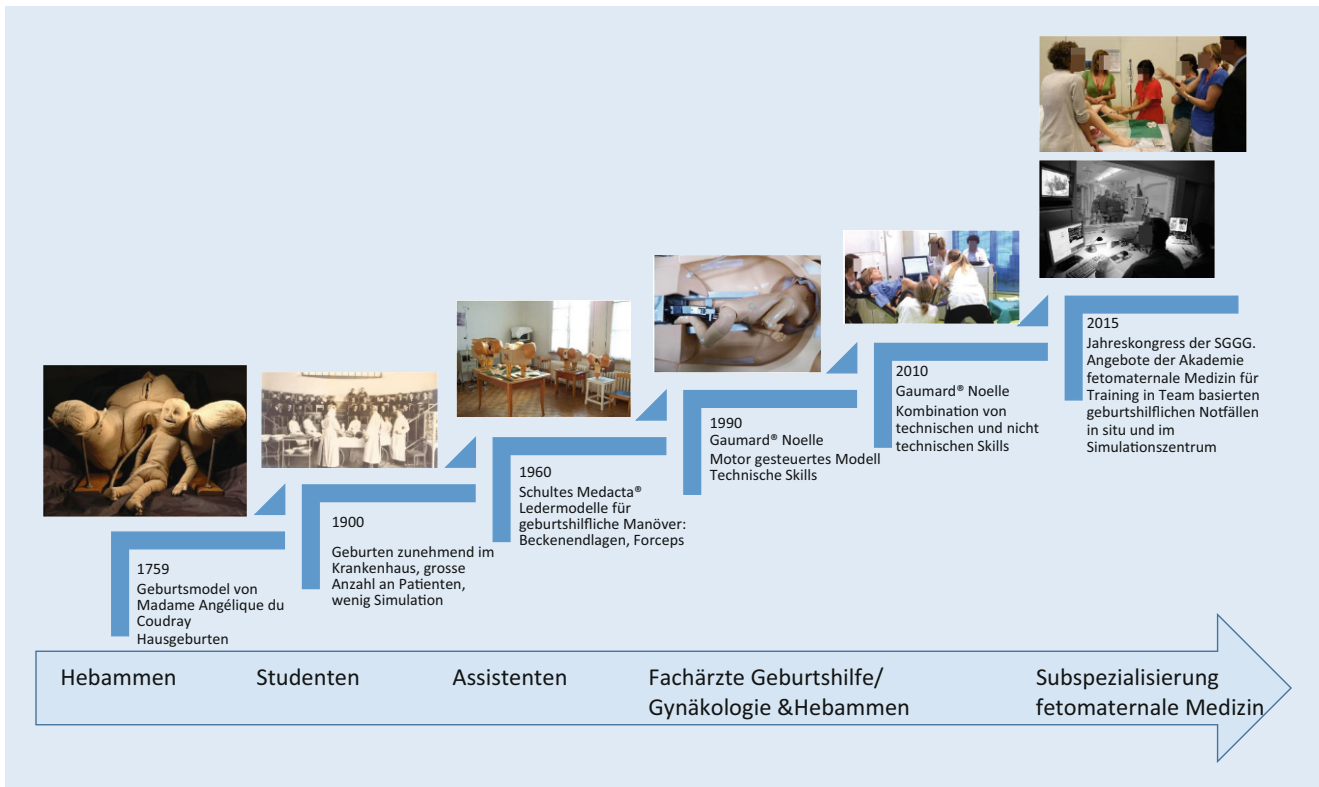 1759
Geburtsmodel von
Madame Angélique du
Coudray
Hausgeburten
1900
Geburten zunehmend im
Krankenhaus, grosse
Anzahl an Patienten,
wenig Simulation
1960
Schultes Medacta®
Ledermodelle für
geburtshilfliche Manöver:
Beckenendlagen, Forceps
1990
Gaumard® Noelle
Motor gesteuertes Modell
Technische Skills
2010
Gaumard® Noelle
Kombination von
technischen und nicht
technischen Skills
2015
Jahreskongress der SGGG.
Angebote der Akademie
fetomaternale Medizin für
Training in Team basierten
geburtshilflichen Notfällen
in situ und im
Simulationszentrum
Hebammen
Studenten
Assistenten
Fachärzte Geburtshilfe/
Gynäkologie &Hebammen
Subspezialisierung
fetomaternale Medizin